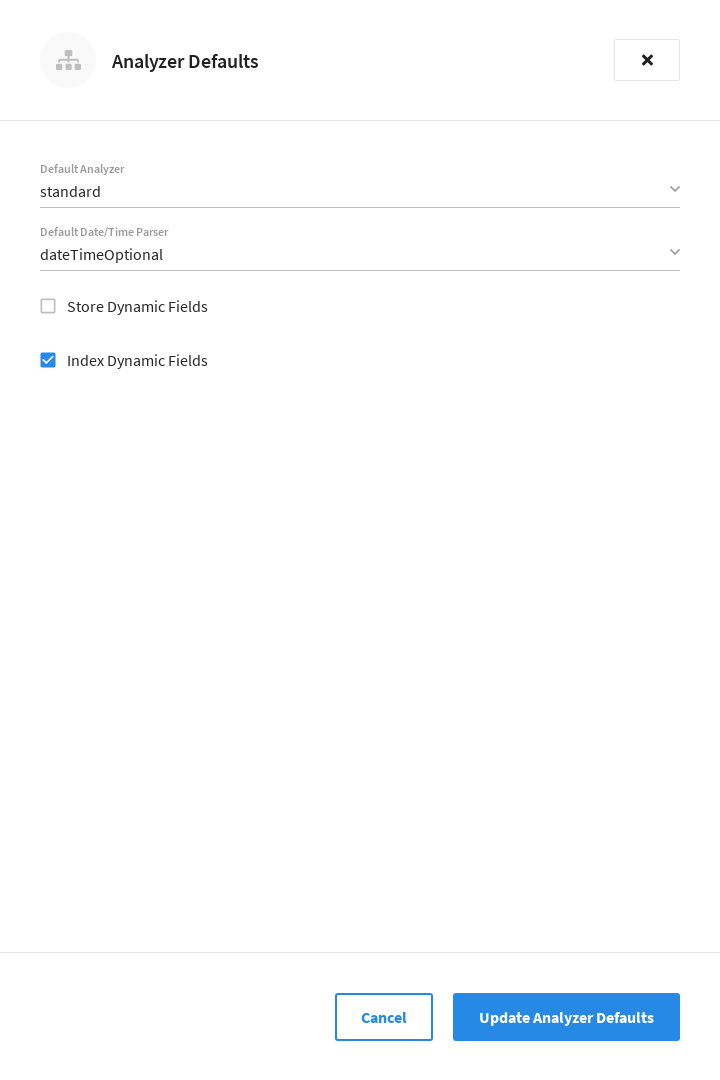 Analyzer Defaults
Default Analyzer
standard
Default Date/Time Parser
dateTimeOptional
Store Dynamic Fields
Index Dynamic Fields
Cancel
Update Analyzer Defaults